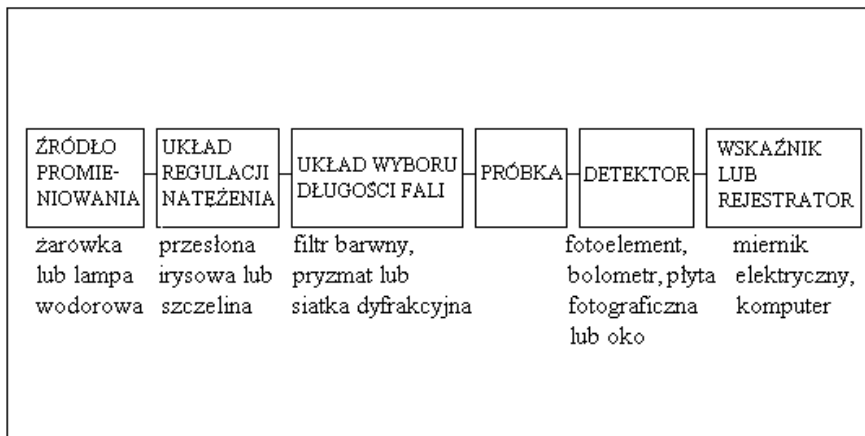 ŹRÓDŁO
PROMIE-
NIOWANIA
UKŁAD
REGULACJI
NATĘŻENIA
UKŁAD WYBORU
DŁUGOŚCI FALI
PRÓBKA
DETEKTOR
WSKAŹNIK
LUB
REJESTRATOR
żarówka
lub lampa
wodorowa
przesłona
irysowa lub
szczelina
filtr barwny,
pryzmat lub
siatka dyfrakcyjna
fotoelement,
bolometr, płyta
fotograficzna
lub oko
miernik
elektryczny,
komputer